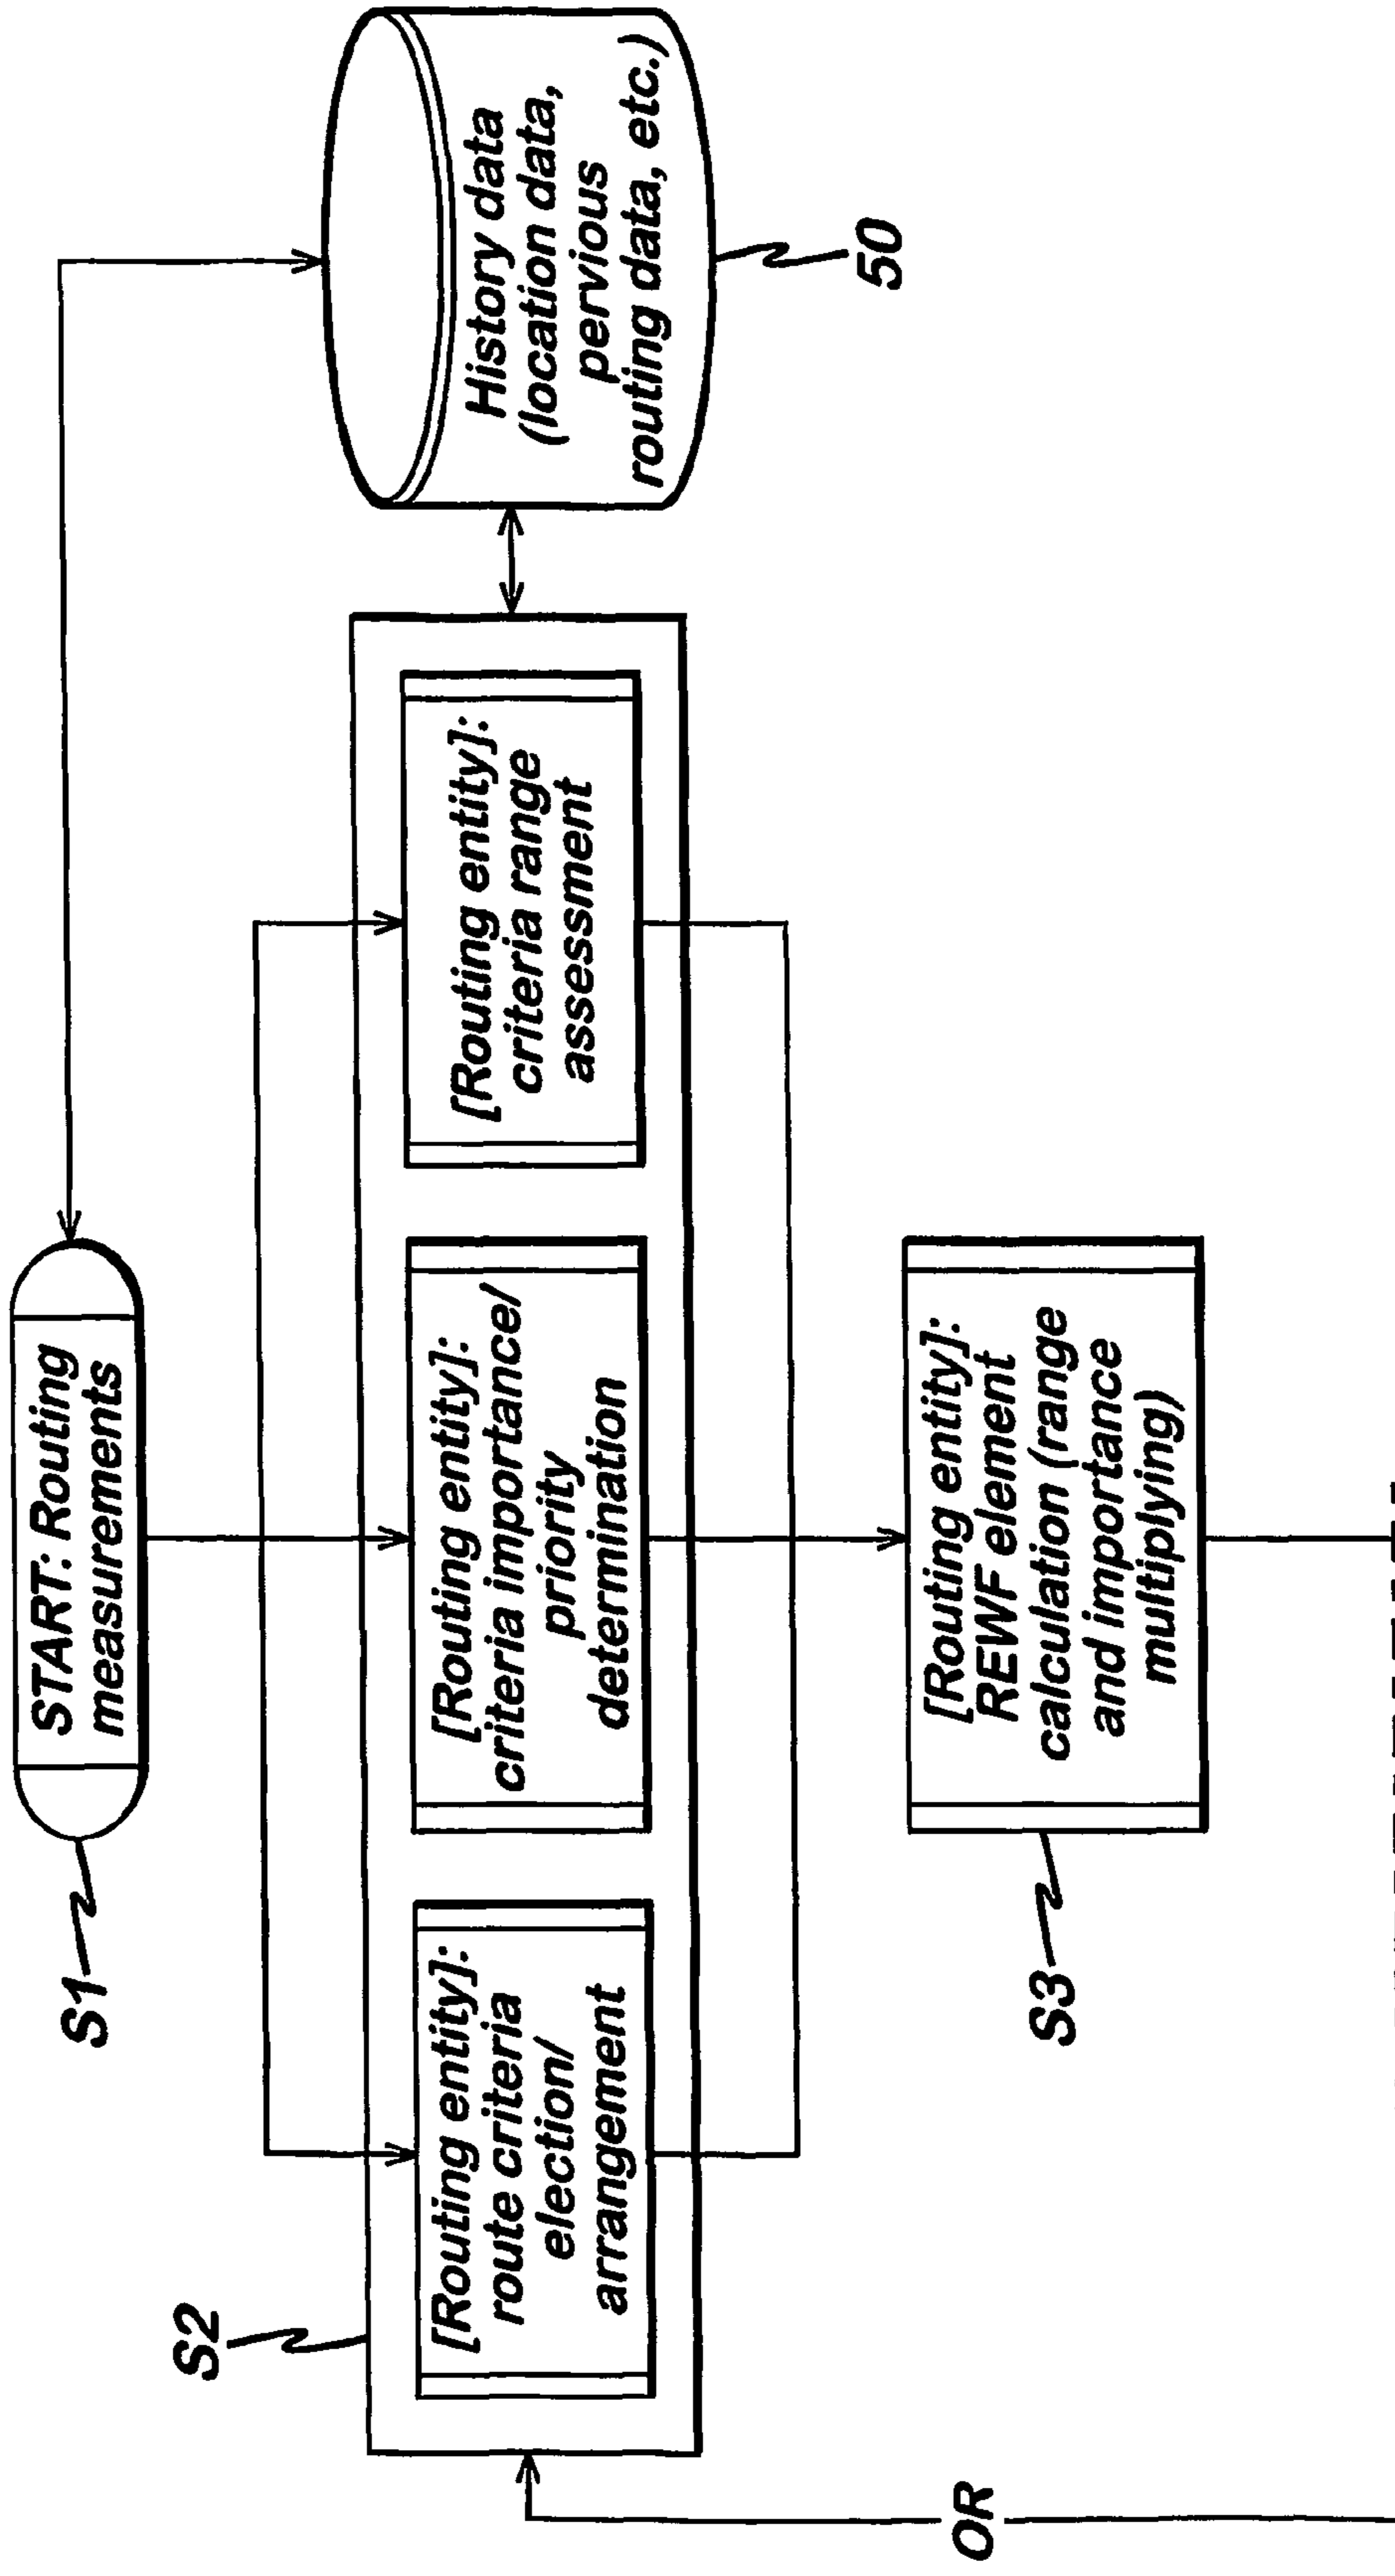 S1
START: Routing
measurements
S2
[Routing entity]:
route criteria
election/
arrangement
[Routing entity]:
criteria importance/
priority
determination
[Routing entity]:
criteria range
assessment
History data
(location data,
pervious
routing data, etc.)
50
S3
[Routing entity]:
REWF element
calculation (range
and importance
multiplying)
OR